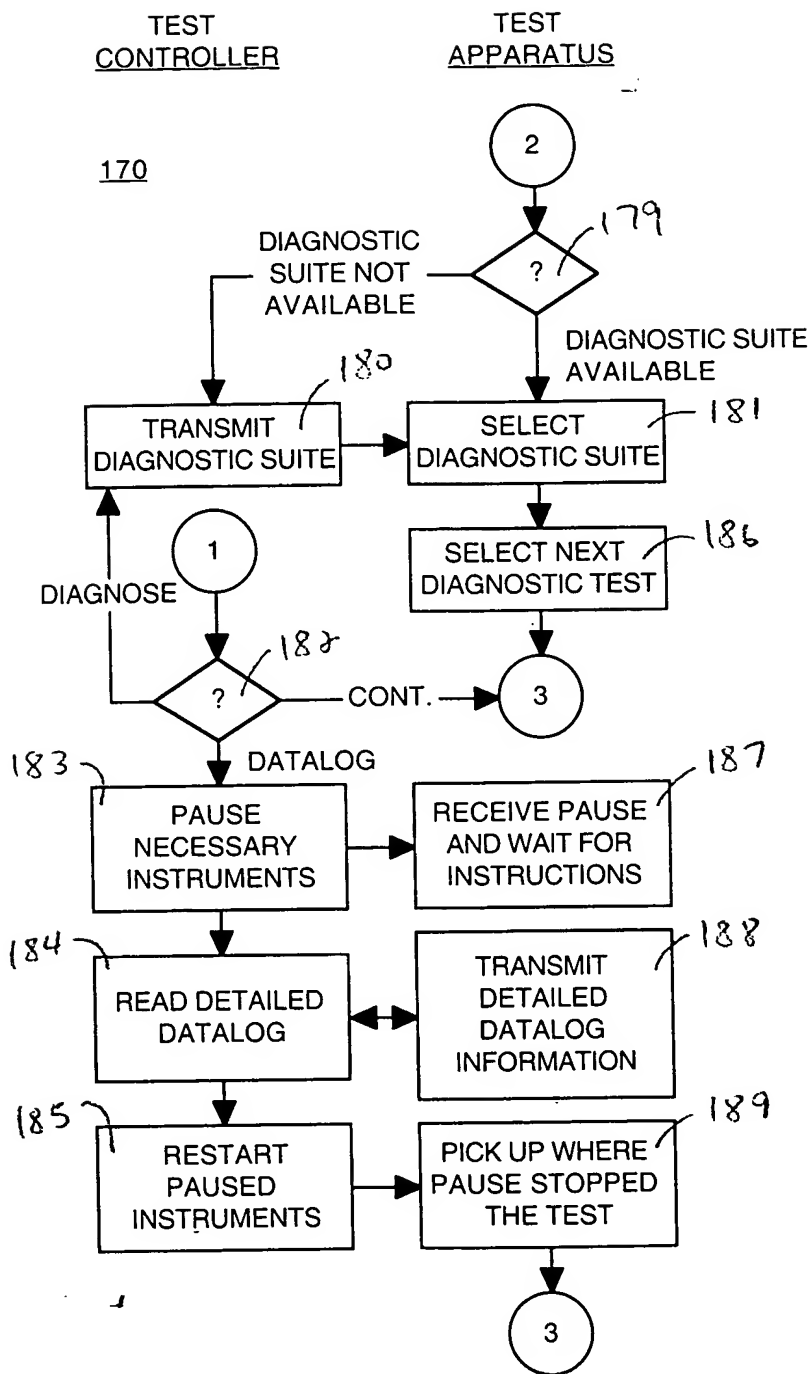 TEST
CONTROLLER
TEST
APPARATUS
170
2
179
?
DIAGNOSTIC
SUITE NOT
AVAILABLE
DIAGNOSTIC SUITE
AVAILABLE
180
TRANSMIT
DIAGNOSTIC SUITE
181
SELECT
DIAGNOSTIC SUITE
1
186
SELECT NEXT
DIAGNOSTIC TEST
DIAGNOSE
182
?
CONT.
3
DATALOG
183
PAUSE
NECESSARY
INSTRUMENTS
187
RECEIVE PAUSE
AND WAIT FOR
INSTRUCTIONS
184
READ DETAILED
DATALOG
188
TRANSMIT
DETAILED
DATALOG
INFORMATION
185
RESTART
PAUSED
INSTRUMENTS
189
PICK UP WHERE
PAUSE STOPPED
THE TEST
3